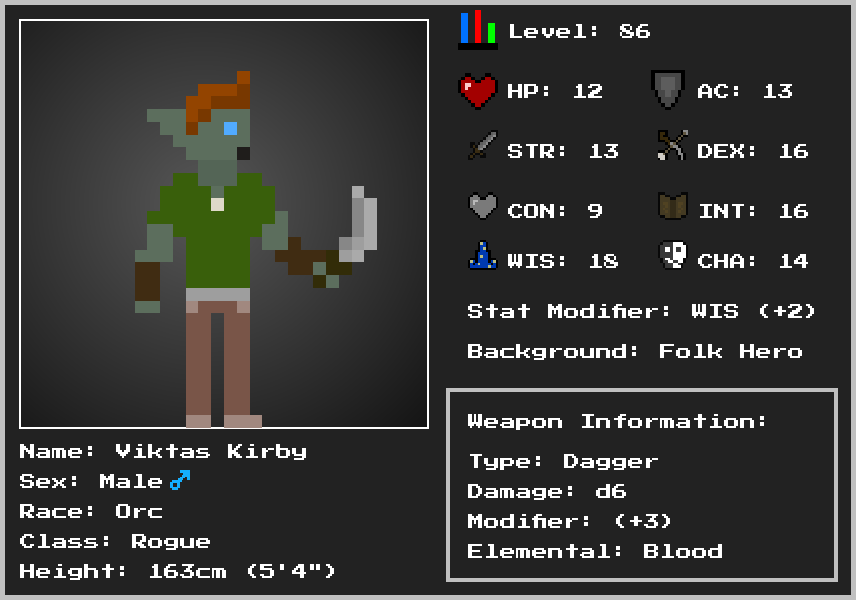 Level: 86
HP: 12 AC: 13
STR: 13 DEX: 16
CON: 9 INT: 16
WIS: 18 CHA: 14
Stat Modifier: WIS (+2)
Background: Folk Hero
Name: Viktas Kirby
Sex: Male ♂
Race: Orc
Class: Rogue
Height: 163cm (5'4")
Weapon Information:
Type: Dagger
Damage: d6
Modifier: (+3)
Elemental: Blood